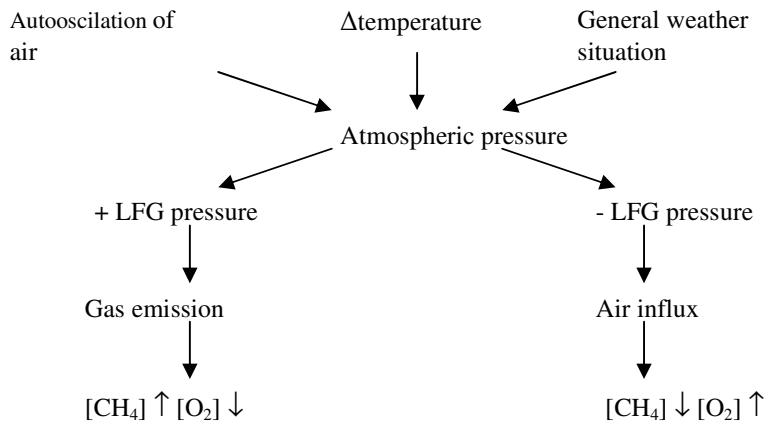 Autooscilation of
air
Δtemperature
General weather
situation
Atmospheric pressure
+ LFG pressure
- LFG pressure
Gas emission
Air influx
[CH₄] ↑ [O₂] ↓
[CH₄] ↓ [O₂] ↑